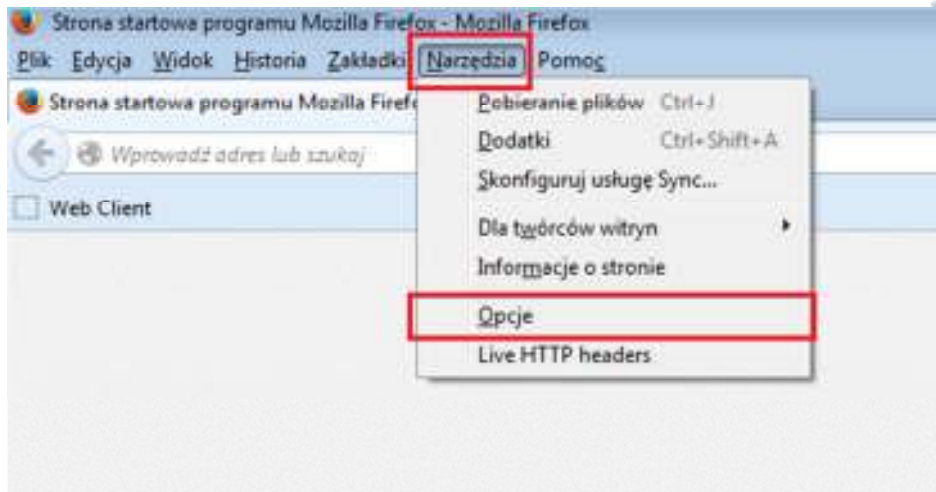 Strona startowa programu Mozilla Firefox - Mozilla Firefox
Plik Edycja Widok Historia Zakładki Narzędzia Pomoc
Strona startowa programu Mozilla Firefo
Wprowadź adres lub szukaj
Web Client
Pobieranie plików Ctrl+J
Dodatki Ctrl+Shift+A
Skonfiguruj usługę Sync...
Dla twórców witryn
Informacje o stronie
Opcje
Live HTTP headers